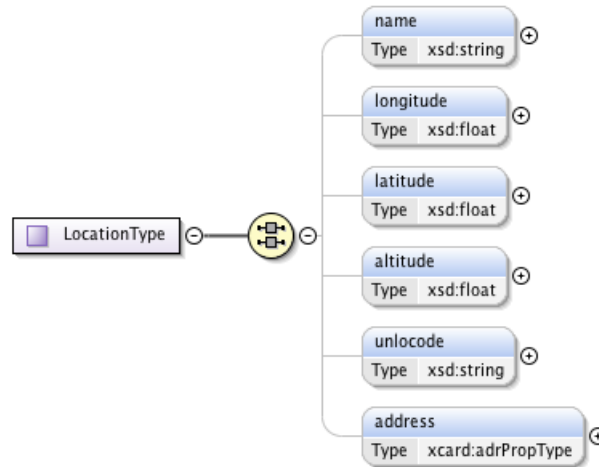 name
Type xsd:string
longitude
Type xsd:float
latitude
Type xsd:float
LocationType
altitude
Type xsd:float
unlocode
Type xsd:string
address
Type xcard:adrPropType